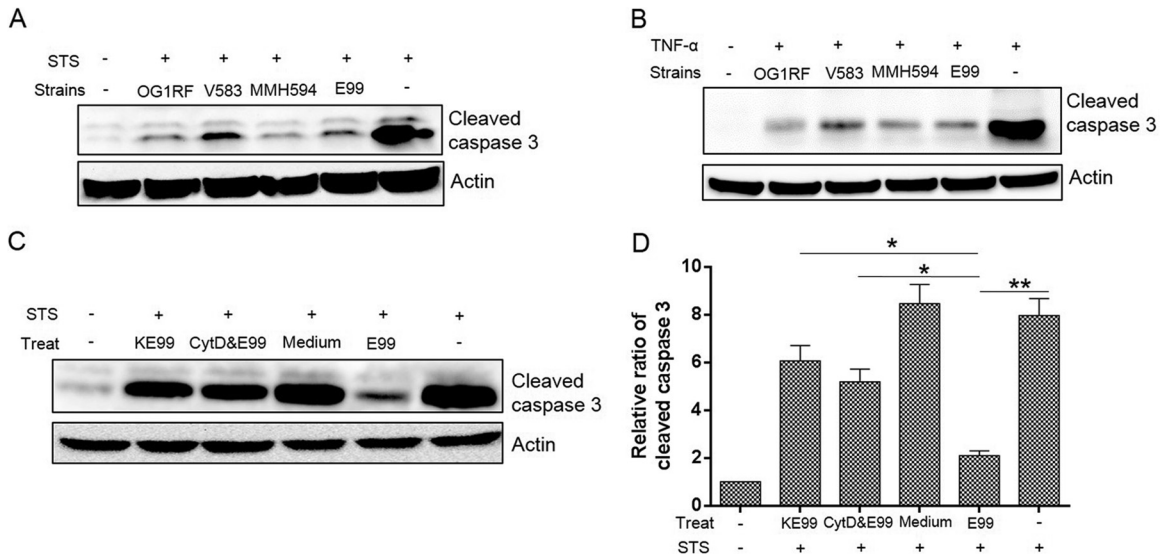 A
STS - + + + + +
Strains - OG1RF V583 MMH594 E99 -
Cleaved
caspase 3
Actin
B
TNF-α - + + + + +
Strains - OG1RF V583 MMH594 E99 -
Cleaved
caspase 3
Actin
C
STS - + + + + +
Treat - KE99 CytD&E99 Medium E99 -
Cleaved
caspase 3
Actin
D
Relative ratio of
cleaved caspase 3
10
8
6
4
2
0
*
*
**
Treat - KE99 CytD&E99 Medium E99 -
STS - + + + + +